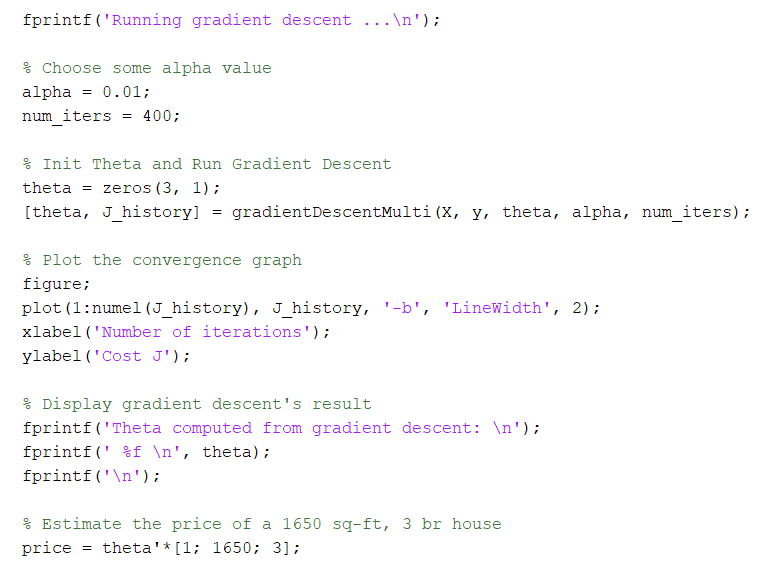 fprintf('Running gradient descent ...\n');
% Choose some alpha value
alpha = 0.01;
num_iters = 400;
% Init Theta and Run Gradient Descent
theta = zeros(3, 1);
[theta, J_history] = gradientDescentMulti(X, y, theta, alpha, num_iters);
% Plot the convergence graph
figure;
plot(1:numel(J_history), J_history, '-b', 'LineWidth', 2);
xlabel('Number of iterations');
ylabel('Cost J');
% Display gradient descent's result
fprintf('Theta computed from gradient descent: \n');
fprintf(' %f \n', theta);
fprintf('\n');
% Estimate the price of a 1650 sq-ft, 3 br house
price = theta'*[1; 1650; 3];